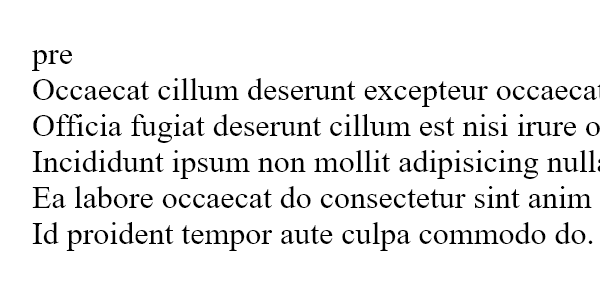 pre
Occaecat cillum deserunt excepteur occaecat
Officia fugiat deserunt cillum est nisi irure
Incididunt ipsum non mollit adipisicing
Ea labore occaecat do consectetur sint anim
Id proident tempor aute culpa commodo do.